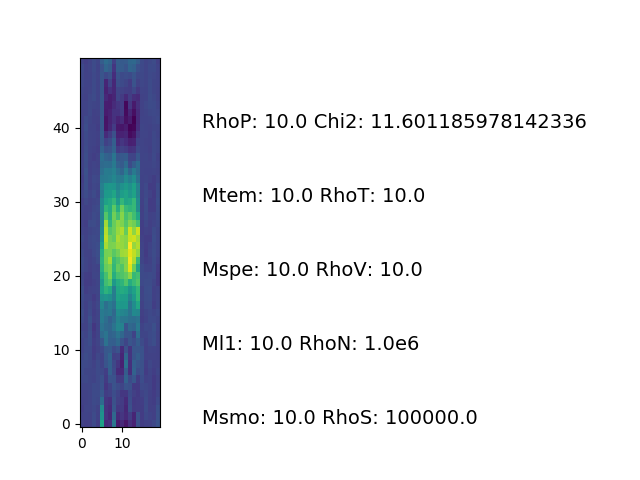 40
RhoP: 10.0 Chi2: 11.601185978142336
30
Mtem: 10.0 RhoT: 10.0
20
Mspe: 10.0 RhoV: 10.0
10
Ml1: 10.0 RhoN: 1.0e6
0
Msmo: 10.0 RhoS: 100000.0
0 10